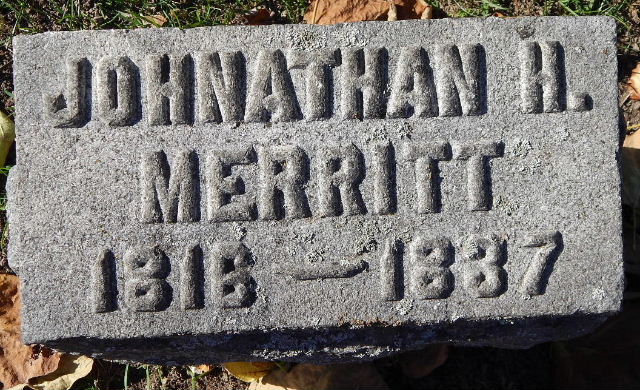 JOHNATHAN H.
MERRITT
1818 — 1887